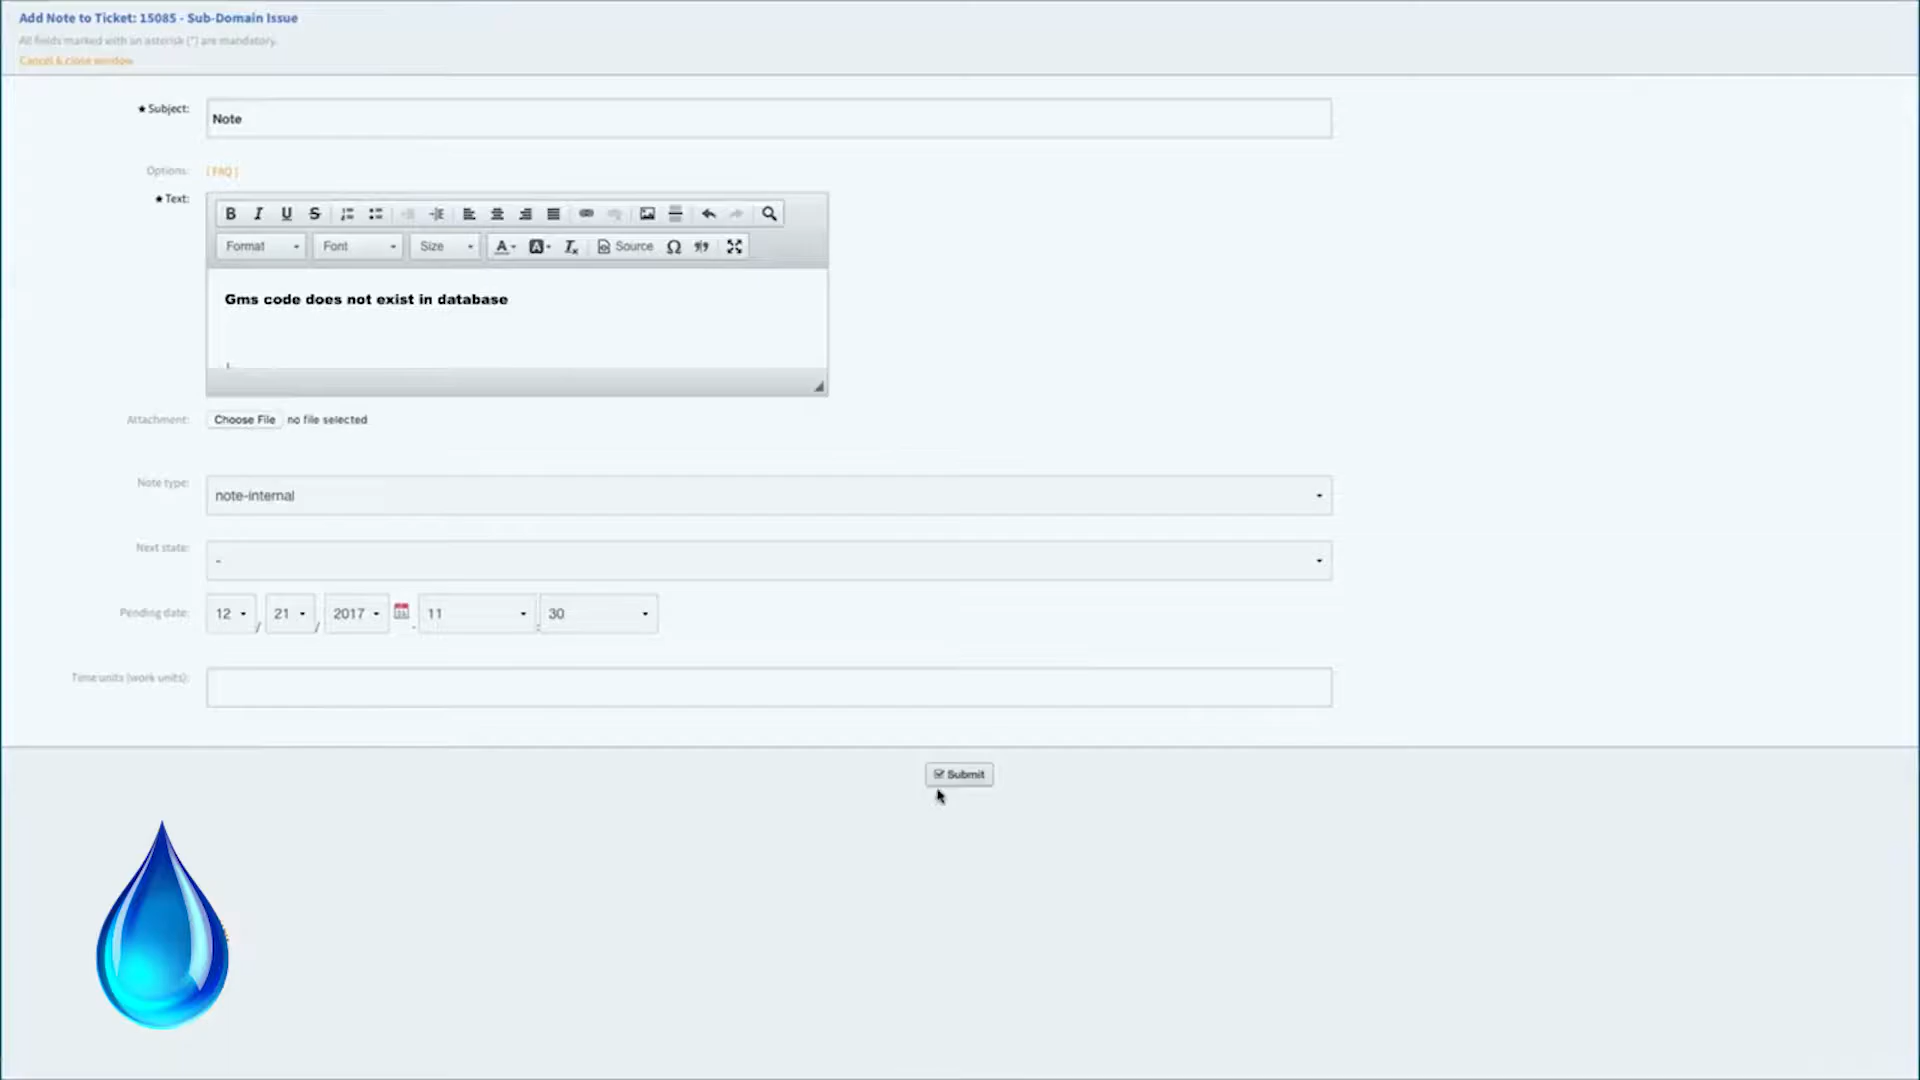 Add Note to Ticket: 15085 - Sub-Domain Issue
All fields marked with an asterisk (*) are mandatory.
Cancel & close window
★ Subject:
Note
Options:
[ FAQ ]
★ Text:
B I U S
Format Font Size A A Tx Source Ω
Gms code does not exist in database
Attachment:
Choose File no file selected
Note type:
note-internal
Next state:
-
Pending date:
12 / 21 / 2017 - 11 : 30
Time units (work units):
Submit